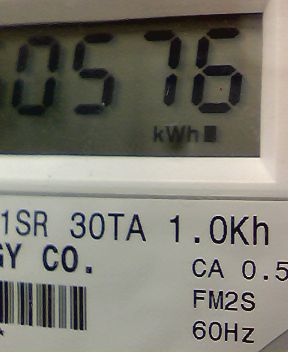 0576
kWh
1SR 30TA 1.0Kh
GY CO.
CA 0.5
FM2S
60Hz